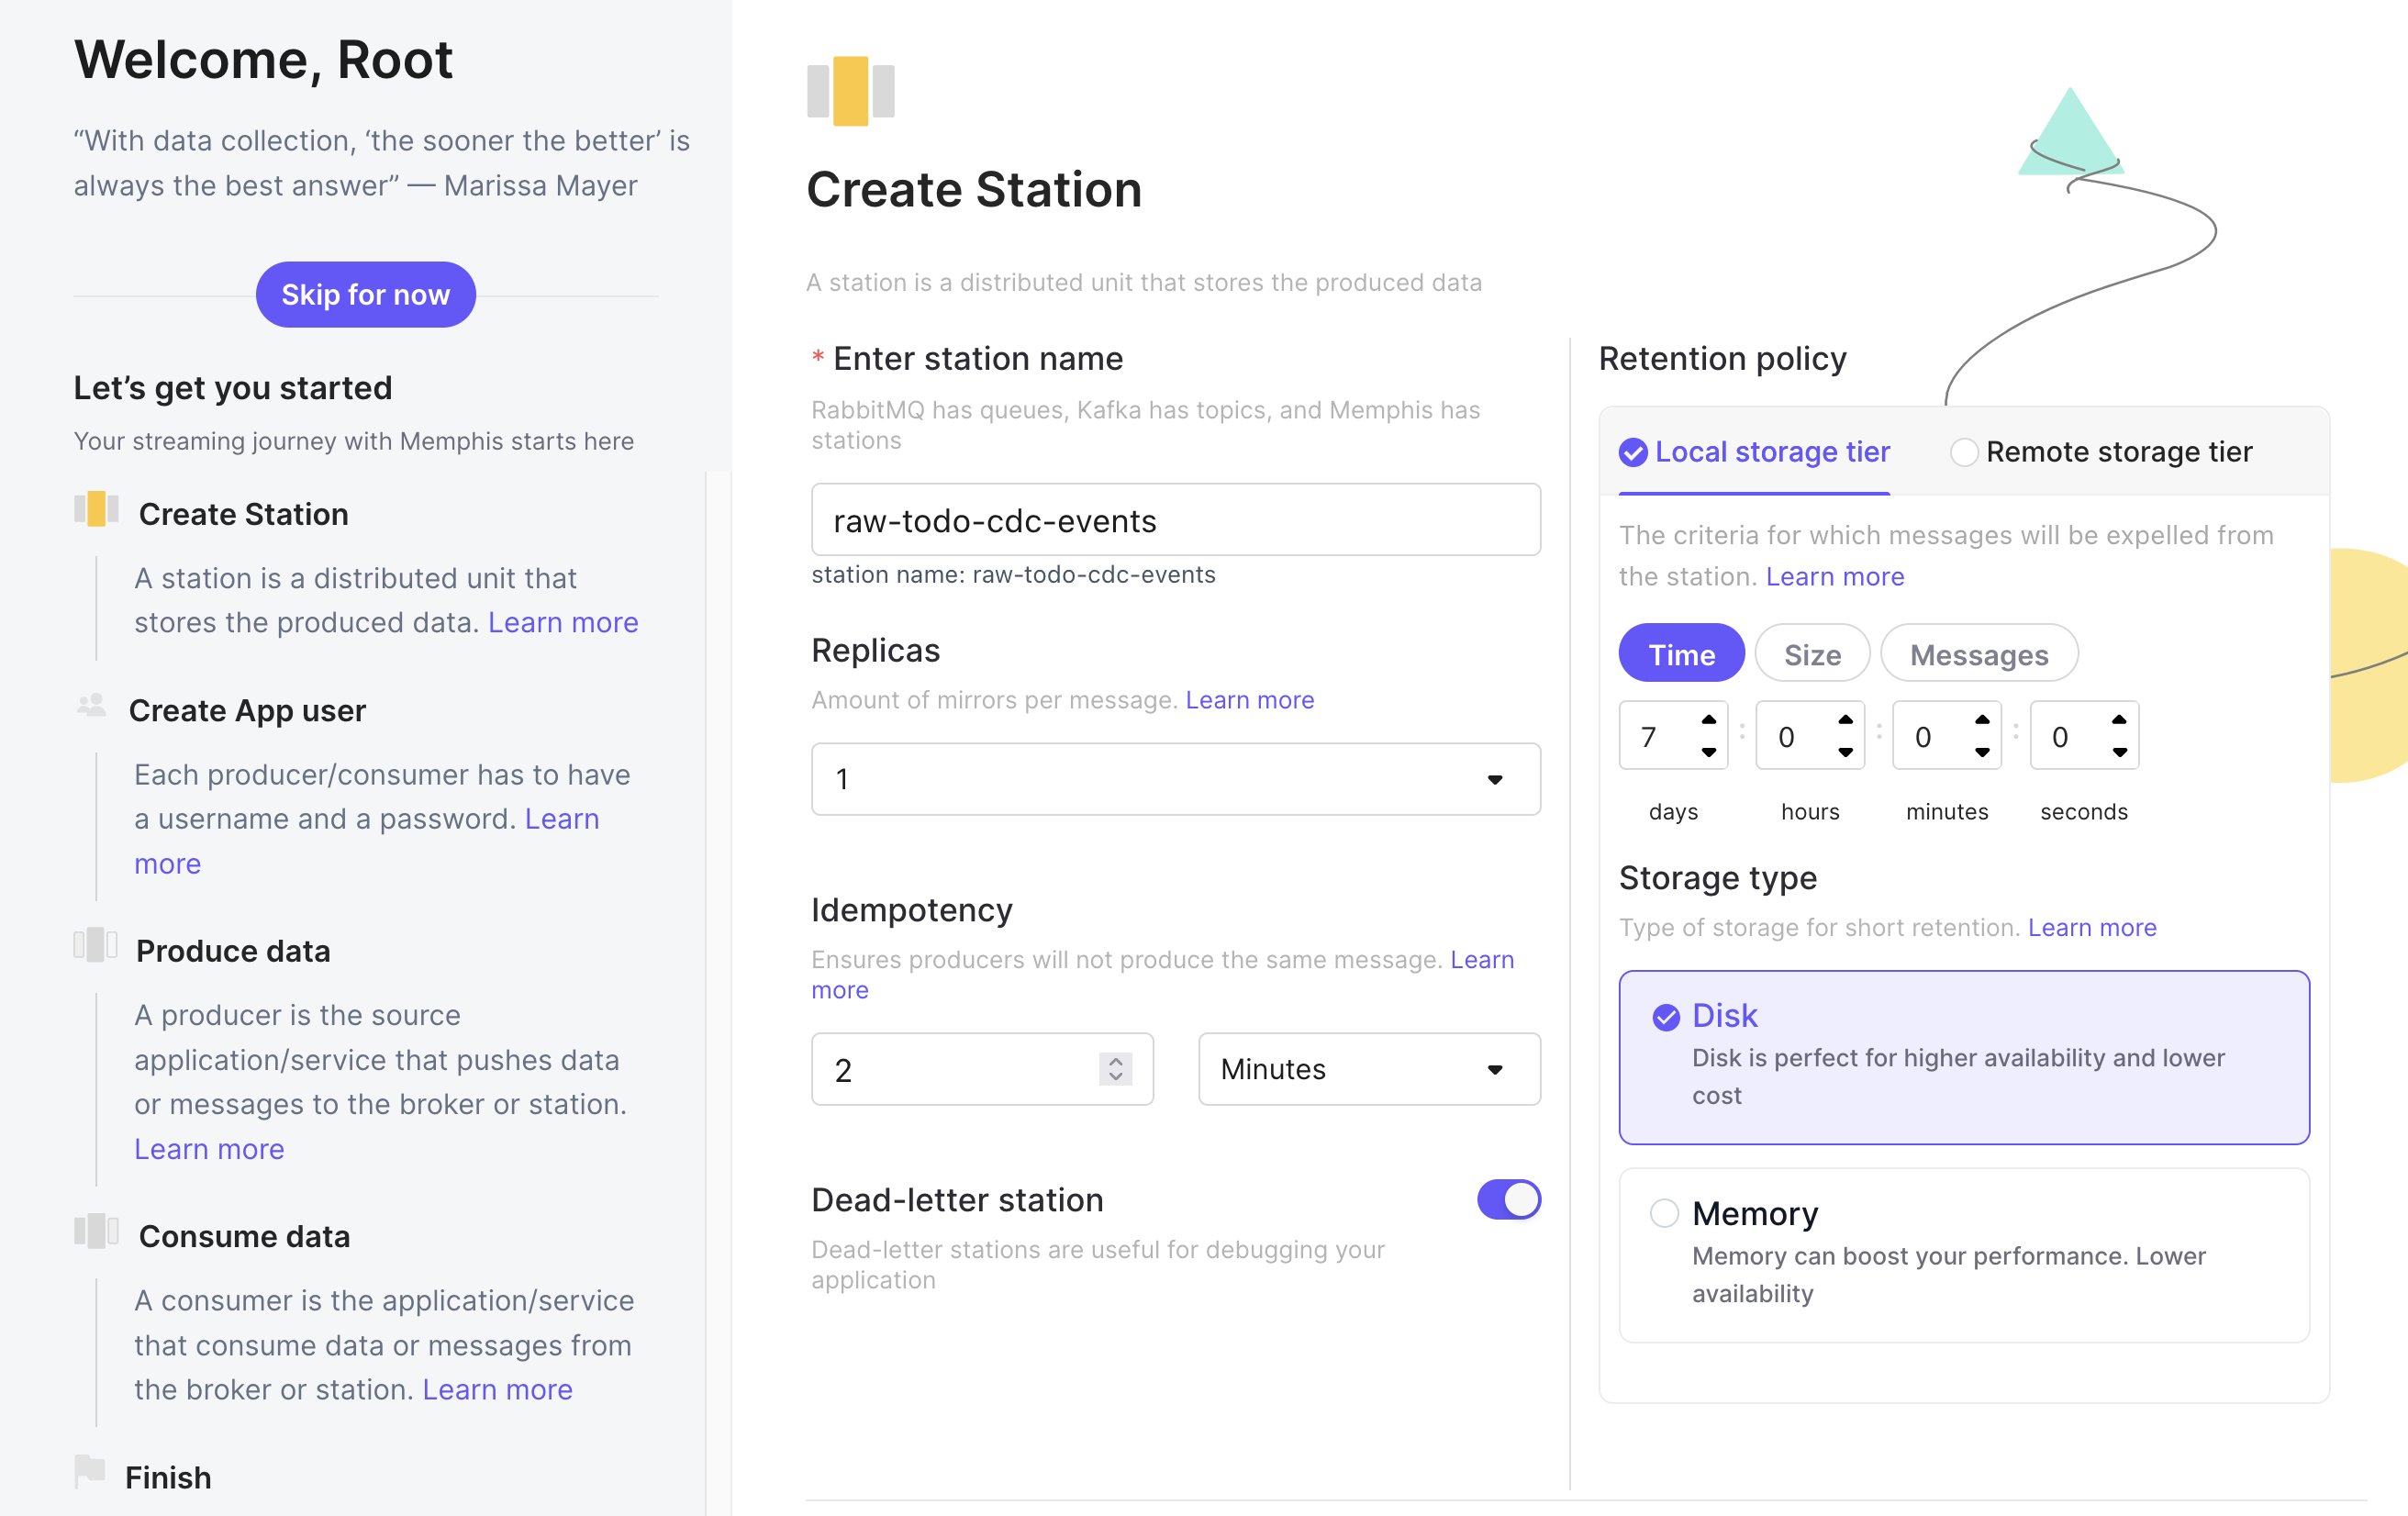 Welcome, Root
“With data collection, ‘the sooner the better’ is
always the best answer” — Marissa Mayer
Skip for now
Let’s get you started
Your streaming journey with Memphis starts here
Create Station
A station is a distributed unit that
stores the produced data. Learn more
Create App user
Each producer/consumer has to have
a username and a password. Learn
more
Produce data
A producer is the source
application/service that pushes data
or messages to the broker or station.
Learn more
Consume data
A consumer is the application/service
that consume data or messages from
the broker or station. Learn more
Finish
Create Station
A station is a distributed unit that stores the produced data
* Enter station name
RabbitMQ has queues, Kafka has topics, and Memphis has
stations
raw-todo-cdc-events
station name: raw-todo-cdc-events
Replicas
Amount of mirrors per message. Learn more
1
Idempotency
Ensures producers will not produce the same message. Learn
more
2 Minutes
Dead-letter station
Dead-letter stations are useful for debugging your
application
Retention policy
Local storage tier Remote storage tier
The criteria for which messages will be expelled from
the station. Learn more
Time Size Messages
7 : 0 : 0 : 0
days hours minutes seconds
Storage type
Type of storage for short retention. Learn more
Disk
Disk is perfect for higher availability and lower
cost
Memory
Memory can boost your performance. Lower
availability